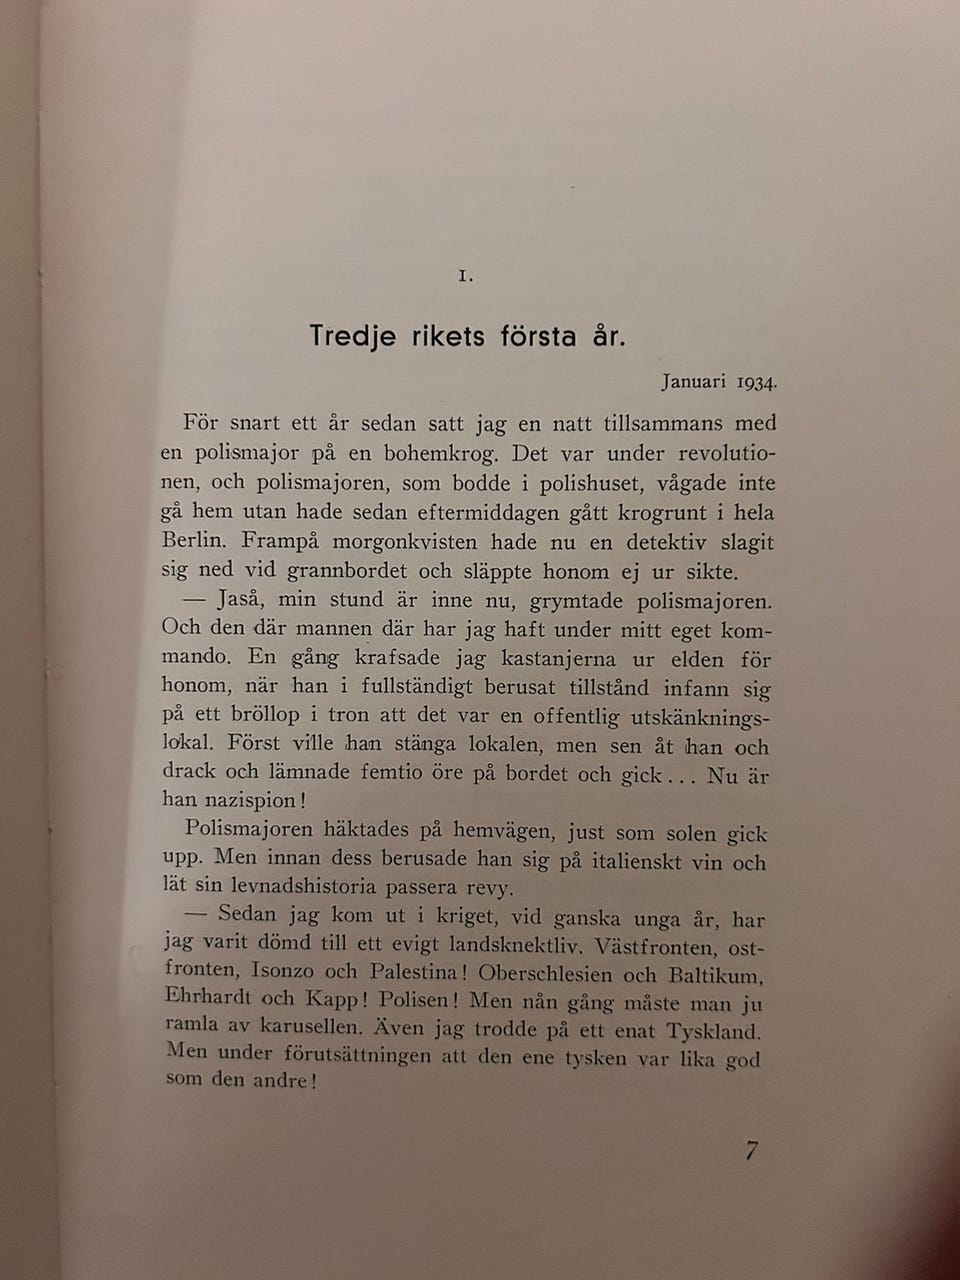 I.
Tredje rikets första år.
Januari 1934.
För snart ett år sedan satt jag en natt tillsammans med
en polismajor på en bohemkrog. Det var under revolutio-
nen, och polismajoren, som bodde i polishuset, vågade inte
gå hem utan hade sedan eftermiddagen gått krogrunt i hela
Berlin. Frampå morgonkvisten hade nu en detektiv slagit
sig ned vid grannbordet och släppte honom ej ur sikte.
— Jaså, min stund är inne nu, grymtade polismajoren.
Och den där mannen där har jag haft under mitt eget kom-
mando. En gång krafsade jag kastanjerna ur elden för
honom, när han i fullständigt berusat tillstånd infann sig
på ett bröllop i tron att det var en offentlig utskänknings-
lokal. Först ville han stänga lokalen, men sen åt han och
drack och lämnade femtio öre på bordet och gick... Nu är
han nazispion!
Polismajoren häktades på hemvägen, just som solen gick
upp. Men innan dess berusade han sig på italienskt vin och
lät sin levnadshistoria passera revy.
— Sedan jag kom ut i kriget, vid ganska unga år, har
jag varit dömd till ett evigt landsknektliv. Västfronten, ost-
fronten, Isonzo och Palestina! Oberschlesien och Baltikum,
Ehrhardt och Kapp! Polisen! Men nån gång måste man ju
ramla av karusellen. Även jag trodde på ett enat Tyskland.
Men under förutsättningen att den ene tysken var lika god
som den andre!
7